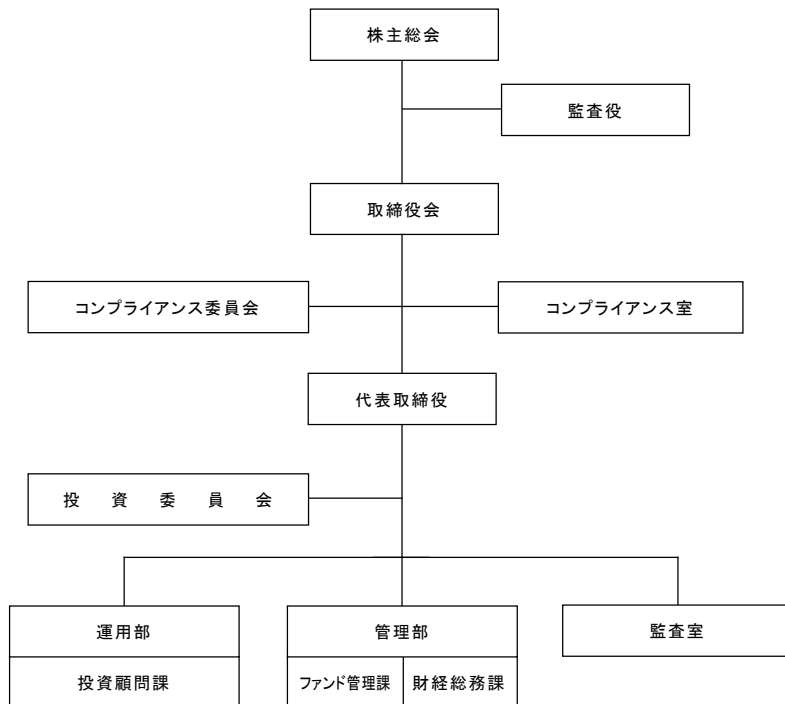 株主総会
監査役
取締役会
コンプライアンス委員会
コンプライアンス室
代表取締役
投資委員会
運用部
管理部
監査室
投資顧問課
ファンド管理課
財経総務課